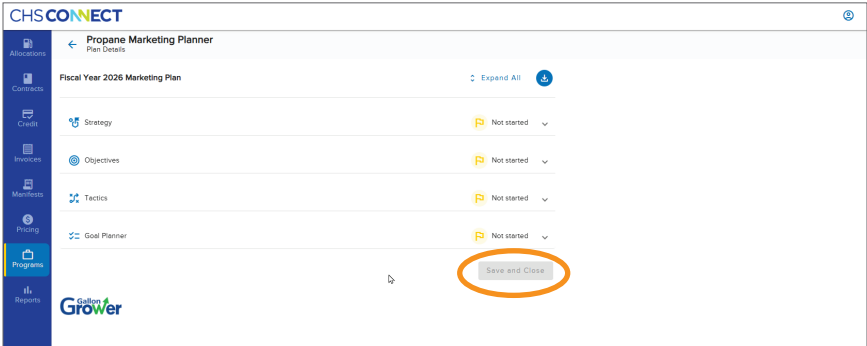 CHSCONNECT
Allocations
Contracts
Credit
Invoices
Manifests
Pricing
Programs
Reports
Propane Marketing Planner
Plan Details
Fiscal Year 2026 Marketing Plan
Expand All
Strategy
Not started
Objectives
Not started
Tactics
Not started
Goal Planner
Not started
Save and Close
Gallon
Grower